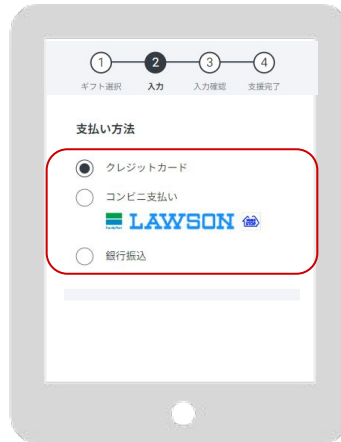 1 2 3 4
ギフト選択 入力 入力確認 支援完了
支払い方法
クレジットカード
コンビニ支払い
FamilyMart LAWSON
銀行振込